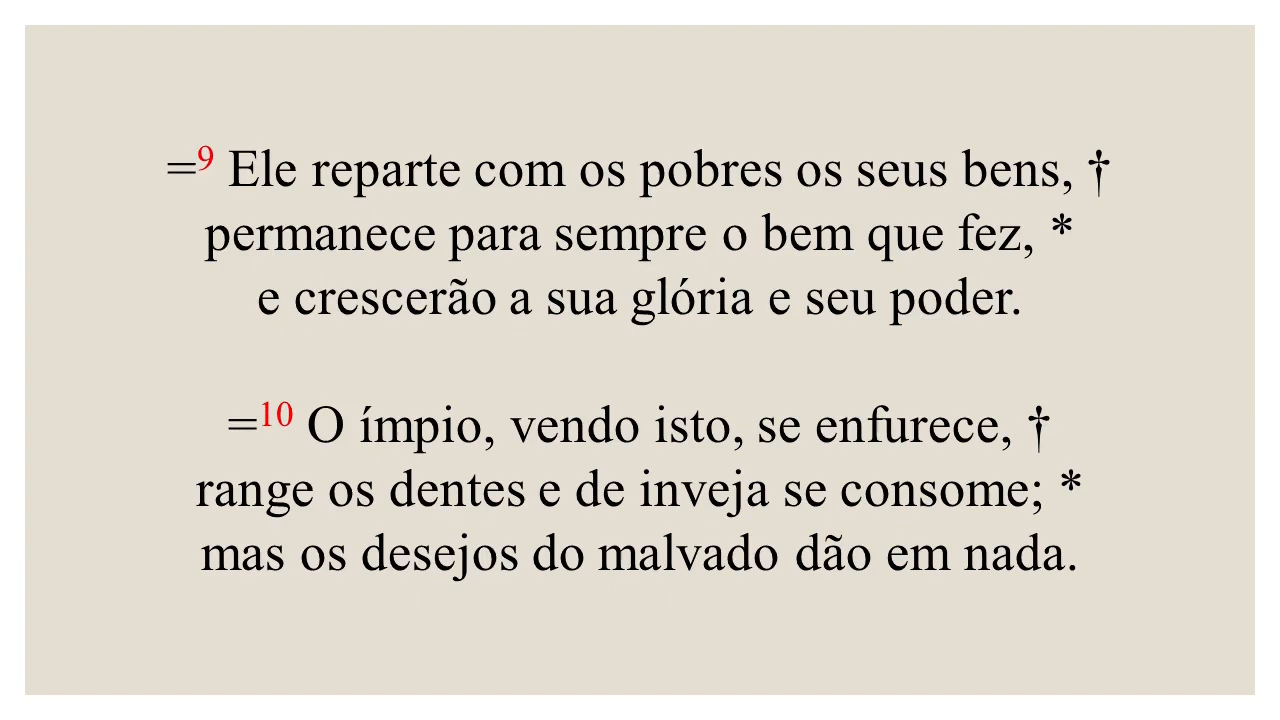 =9 Ele reparte com os pobres os seus bens, †
permanece para sempre o bem que fez, *
e crescerão a sua glória e seu poder.
=10 O ímpio, vendo isto, se enfurece, †
range os dentes e de inveja se consome; *
mas os desejos do malvado dão em nada.